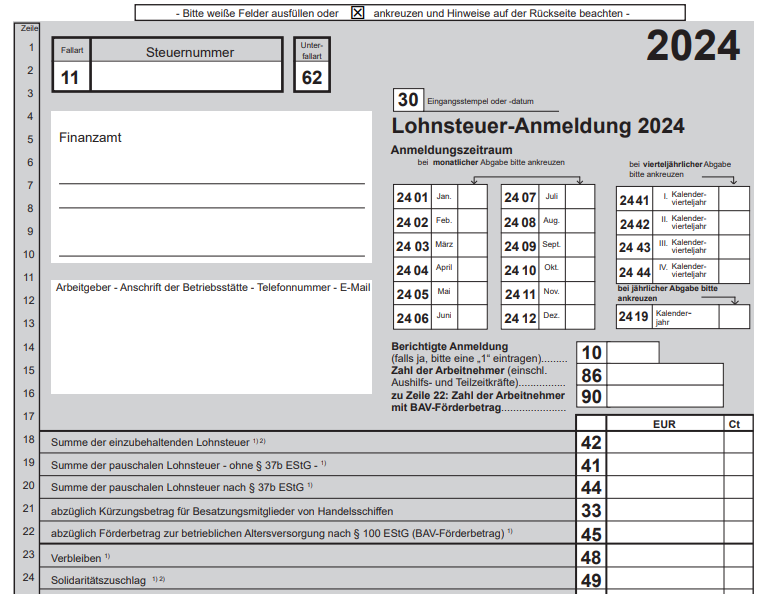 - Bitte weiße Felder ausfüllen oder ☒ ankreuzen und Hinweise auf der Rückseite beachten -
Zeile
1 Fallart Steuernummer Unter-
fallart
2 11 62
2024
3 30 Eingangsstempel oder -datum
4 Lohnsteuer-Anmeldung 2024
5 Finanzamt
Anmeldungszeitraum
6 bei monatlicher Abgabe bitte ankreuzen
bei vierteljährlicher Abgabe
bitte ankreuzen
7 24 01 Jan. 24 07 Juli 24 41 I. Kalender-
vierteljahr
8 24 02 Feb. 24 08 Aug. 24 42 II. Kalender-
vierteljahr
9 24 03 März 24 09 Sept. 24 43 III. Kalender-
vierteljahr
10 24 04 April 24 10 Okt. 24 44 IV. Kalender-
vierteljahr
11 Arbeitgeber - Anschrift der Betriebsstätte - Telefonnummer - E-Mail
12 24 05 Mai 24 11 Nov. bei jährlicher Abgabe bitte
ankreuzen
13 24 06 Juni 24 12 Dez. 24 19 Kalender-
jahr
14 Berichtigte Anmeldung
(falls ja, bitte eine „1“ eintragen)......... 10
15 Zahl der Arbeitnehmer (einschl.
Aushilfs- und Teilzeitkräfte)................ 86
16 zu Zeile 22: Zahl der Arbeitnehmer
mit BAV-Förderbetrag...................... 90
17 EUR Ct
18 Summe der einzubehaltenden Lohnsteuer 1) 2) 42
19 Summe der pauschalen Lohnsteuer - ohne § 37b EStG - 1) 41
20 Summe der pauschalen Lohnsteuer nach § 37b EStG 1) 44
21 abzüglich Kürzungsbetrag für Besatzungsmitglieder von Handelsschiffen 33
22 abzüglich Förderbetrag zur betrieblichen Altersversorgung nach § 100 EStG (BAV-Förderbetrag) 1) 45
23 Verbleiben 1) 48
24 Solidaritätszuschlag 1) 2) 49